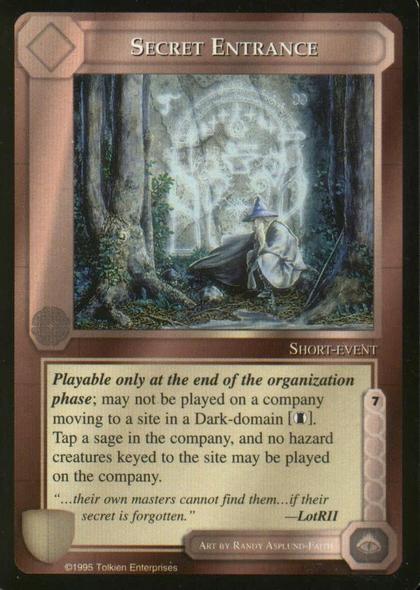 SECRET ENTRANCE
SHORT-EVENT
Playable only at the end of the organization
phase; may not be played on a company
moving to a site in a Dark-domain [].
Tap a sage in the company, and no hazard
creatures keyed to the site may be played
on the company.
"...their own masters cannot find them...if their
secret is forgotten." —LotRII
7
ART BY RANDY ASPLUND-FAITH
©1995 Tolkien Enterprises